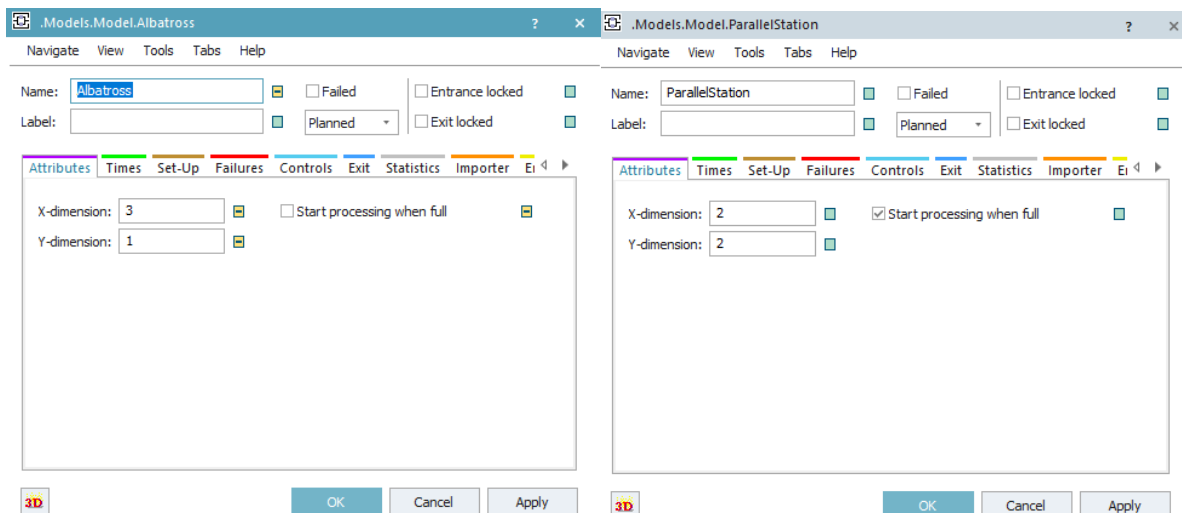 .Models.Model.Albatross ? ×
Navigate View Tools Tabs Help
Name: Albatross Failed Entrance locked
Label: Planned Exit locked
Attributes Times Set-Up Failures Controls Exit Statistics Importer
X-dimension: 3 Start processing when full
Y-dimension: 1
3D OK Cancel Apply
.Models.Model.ParallelStation ? ×
Navigate View Tools Tabs Help
Name: ParallelStation Failed Entrance locked
Label: Planned Exit locked
Attributes Times Set-Up Failures Controls Exit Statistics Importer
X-dimension: 2 Start processing when full
Y-dimension: 2
3D OK Cancel Apply